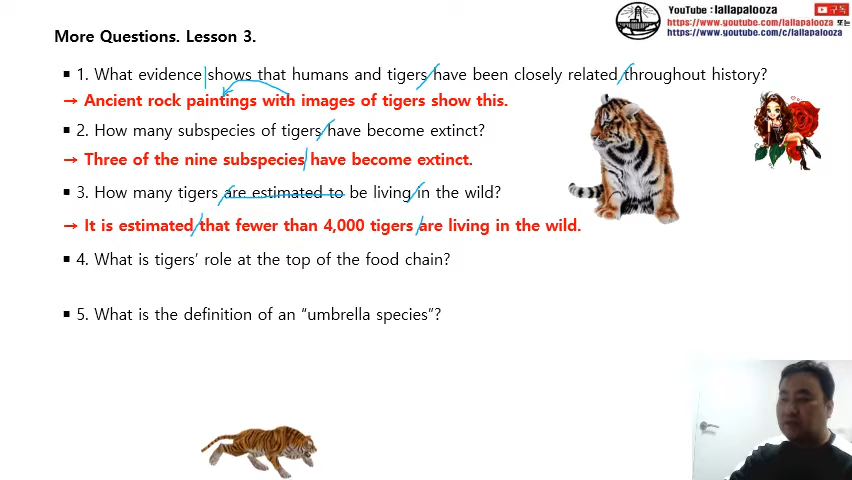 YouTube : lallapalooza
구독
https://www.youtube.com/lallapalooza 또는
https://www.youtube.com/c/lallapalooza
More Questions. Lesson 3.
▪ 1. What evidence shows that humans and tigers have been closely related throughout history?
→ Ancient rock paintings with images of tigers show this.
▪ 2. How many subspecies of tigers have become extinct?
→ Three of the nine subspecies have become extinct.
▪ 3. How many tigers are estimated to be living in the wild?
→ It is estimated that fewer than 4,000 tigers are living in the wild.
▪ 4. What is tigers’ role at the top of the food chain?
▪ 5. What is the definition of an “umbrella species”?